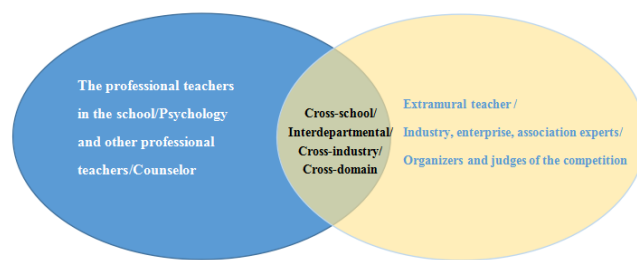 The professional teachers
in the school/Psychology
and other professional
teachers/Counselor
Cross-school/
Interdepartmental/
Cross-industry/
Cross-domain
Extramural teacher /
Industry, enterprise, association experts/
Organizers and judges of the competition